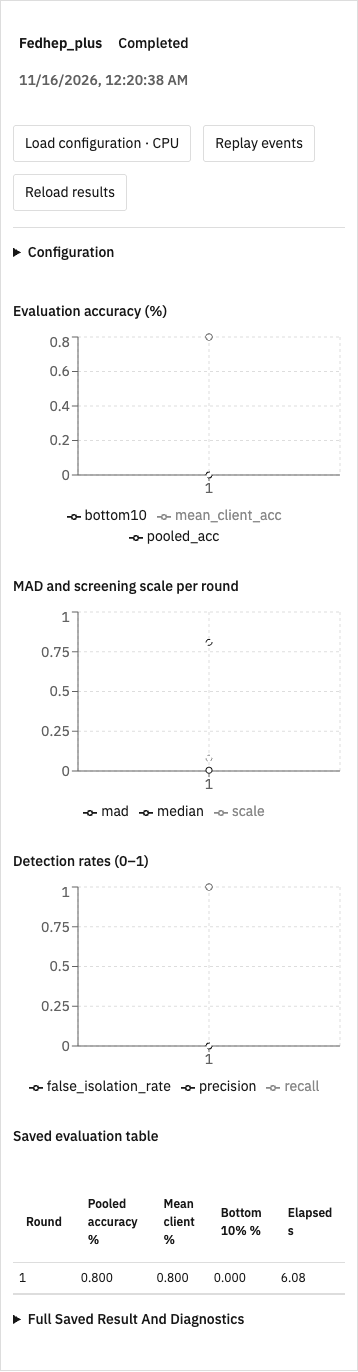 Fedhep_plus Completed
11/16/2026, 12:20:38 AM
Load configuration · CPU Replay events
Reload results
Configuration
Evaluation accuracy (%)
0.8
0.6
0.4
0.2
0
1
bottom10 mean_client_acc
pooled_acc
MAD and screening scale per round
1
0.75
0.5
0.25
0
1
mad median scale
Detection rates (0–1)
1
0.75
0.5
0.25
0
1
false_isolation_rate precision recall
Saved evaluation table
Round Pooled accuracy % Mean client % Bottom 10% % Elapsed s
1 0.800 0.800 0.000 6.08
Full Saved Result And Diagnostics